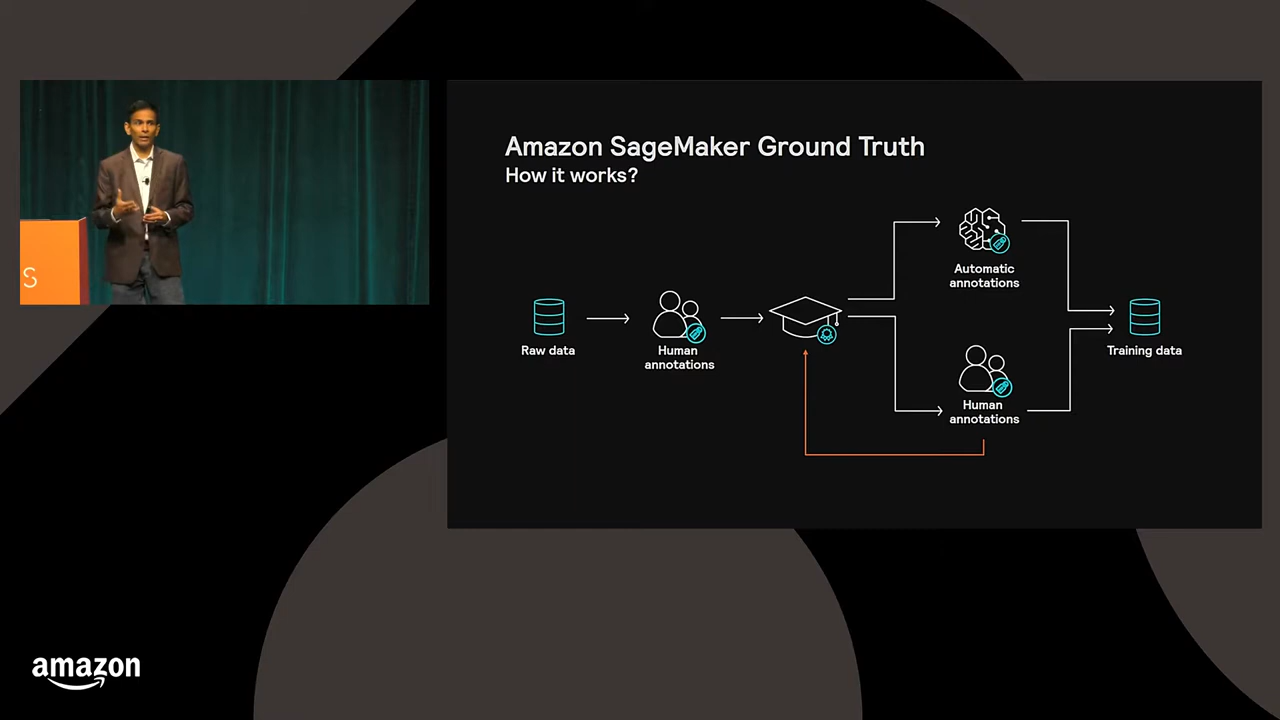 Amazon SageMaker Ground Truth
How it works?
Automatic
annotations
Raw data
Human
annotations
Training data
Human
annotations
S
amazon